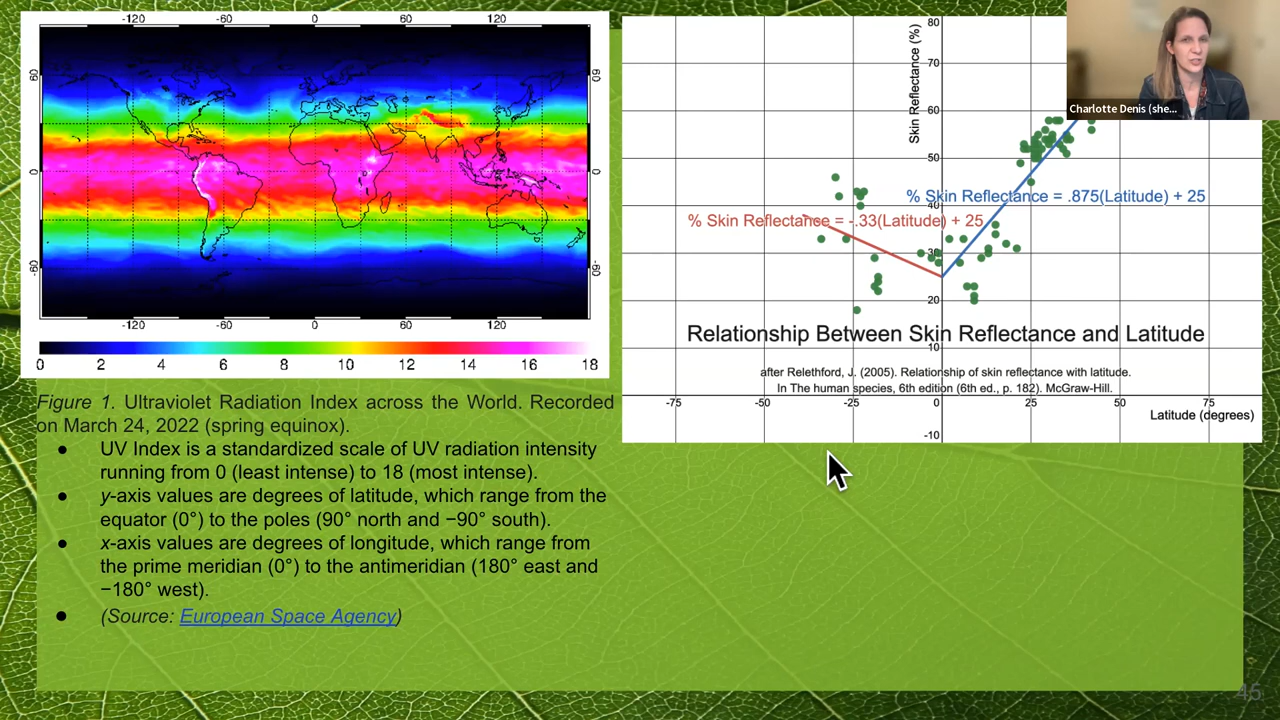 -120 -60 0 60 120
60 60
0 0
-60 -60
-120 -60 0 60 120
0 2 4 6 8 10 12 14 16 18
Figure 1. Ultraviolet Radiation Index across the World. Recorded
on March 24, 2022 (spring equinox).
● UV Index is a standardized scale of UV radiation intensity
running from 0 (least intense) to 18 (most intense).
● y-axis values are degrees of latitude, which range from the
equator (0°) to the poles (90° north and −90° south).
● x-axis values are degrees of longitude, which range from
the prime meridian (0°) to the antimeridian (180° east and
−180° west).
● (Source: European Space Agency)
Skin Reflectance (%)
80
70
60
50
40
30
20
10
-10
% Skin Reflectance = .875(Latitude) + 25
% Skin Reflectance = -.33(Latitude) + 25
Relationship Between Skin Reflectance and Latitude
after Relethford, J. (2005). Relationship of skin reflectance with latitude.
In The human species, 6th edition (6th ed., p. 182). McGraw-Hill.
-75 -50 -25 0 25 50 75
Latitude (degrees)
Charlotte Denis (she...
45